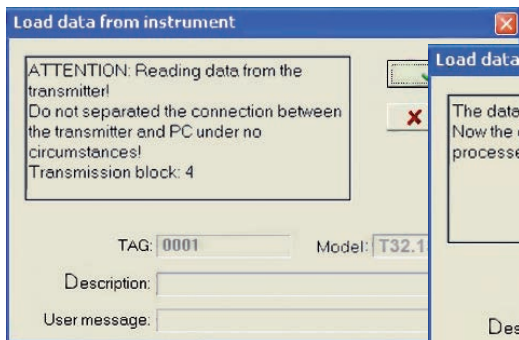 Load data from instrument
ATTENTION: Reading data from the
transmitter!
Do not separated the connection between
the transmitter and PC under no
circumstances!
Transmission block: 4
TAG: 0001
Model: T32.1
Description:
User message:
Load data
The data
Now the